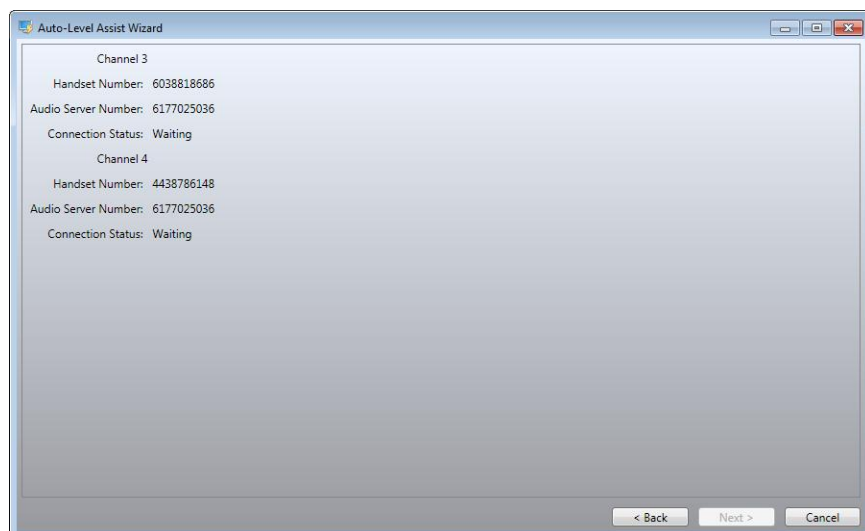 Auto-Level Assist Wizard
Channel 3
Handset Number: 6038818686
Audio Server Number: 6177025036
Connection Status: Waiting
Channel 4
Handset Number: 4438786148
Audio Server Number: 6177025036
Connection Status: Waiting
< Back Next > Cancel